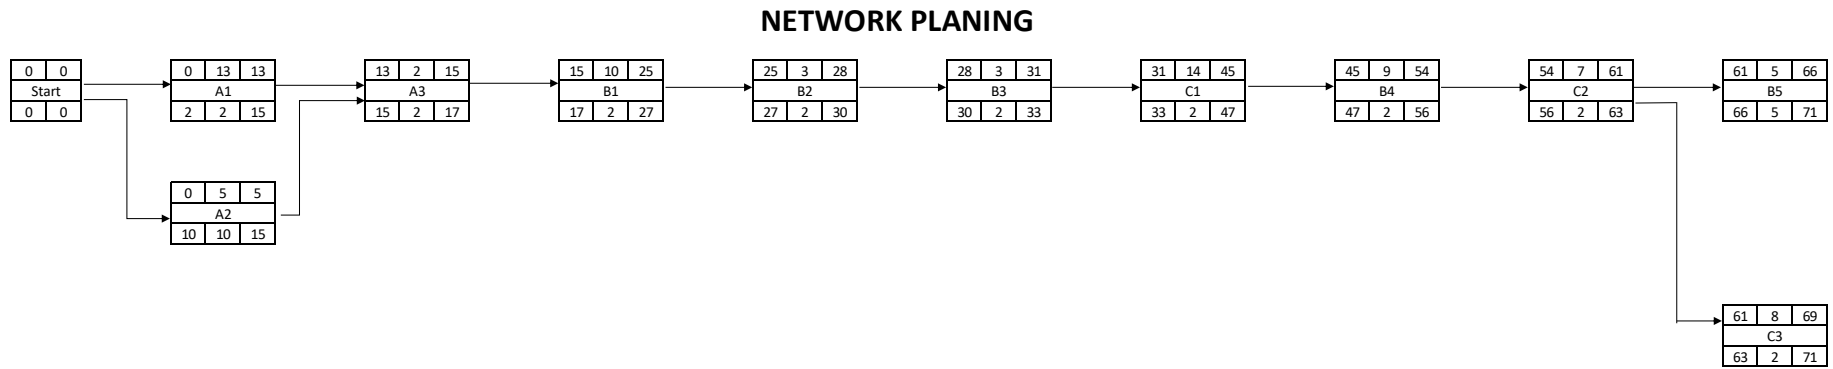 NETWORK PLANING
0 0 0 13 13 13 2 15 15 10 25 25 3 28 28 3 31 31 14 45 45 9 54 54 7 61 61 5 66
Start A1 A3 B1 B2 B3 C1 B4 C2 B5
0 0 2 2 15 15 2 17 17 2 27 27 2 30 30 2 33 33 2 47 47 2 56 56 2 63 66 5 71
0 5 5
A2
10 10 15
61 8 69
C3
63 2 71